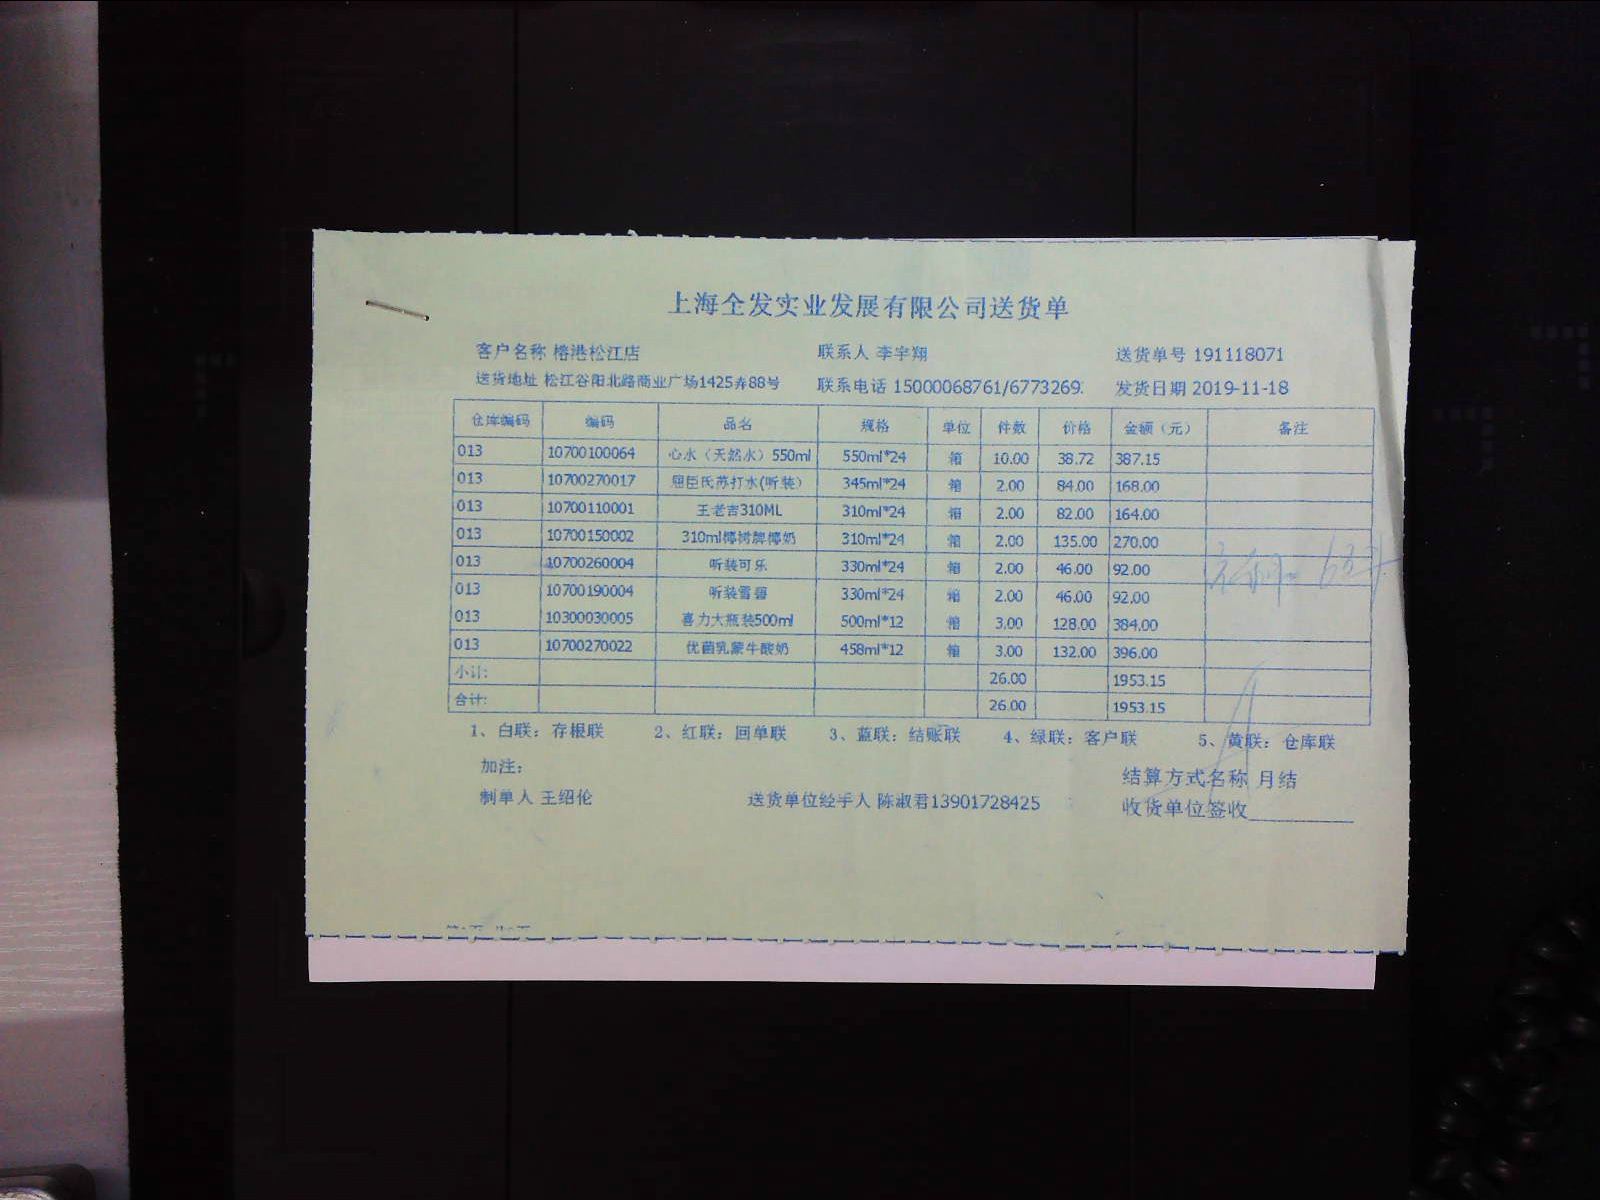 上海全发实业发展有限公司送货单
客户名称 榕港松江店 联系人 李宇翔 送货单号 191118071
送货地址 松江谷阳北路商业广场1425弄88号 联系电话 15000068761/6773269. 发货日期 2019-11-18
仓库编码 编码 品名 规格 单位 件数 价格 金额（元） 备注
013 10700100064 心水（天然水）550ml 550ml*24 箱 10.00 38.72 387.15
013 10700270017 屈臣氏苏打水(听装） 345ml*24 箱 2.00 84.00 168.00
013 10700110001 王老吉310ML 310ml*24 箱 2.00 82.00 164.00
013 10700150002 310ml椰树牌椰奶 310ml*24 箱 2.00 135.00 270.00
013 10700260004 听装可乐 330ml*24 箱 2.00 46.00 92.00
013 10700190004 听装雪碧 330ml*24 箱 2.00 46.00 92.00
013 10300030005 喜力大瓶装500ml 500ml*12 箱 3.00 128.00 384.00
013 10700270022 优菌乳蒙牛酸奶 458ml*12 箱 3.00 132.00 396.00
小计: 26.00 1953.15
合计: 26.00 1953.15
1、白联：存根联 2、红联：回单联 3、蓝联：结账联 4、绿联：客户联 5、黄联：仓库联
加注:
结算方式名称 月结
制单人 王绍伦 送货单位经手人 陈淑君13901728425 收货单位签收